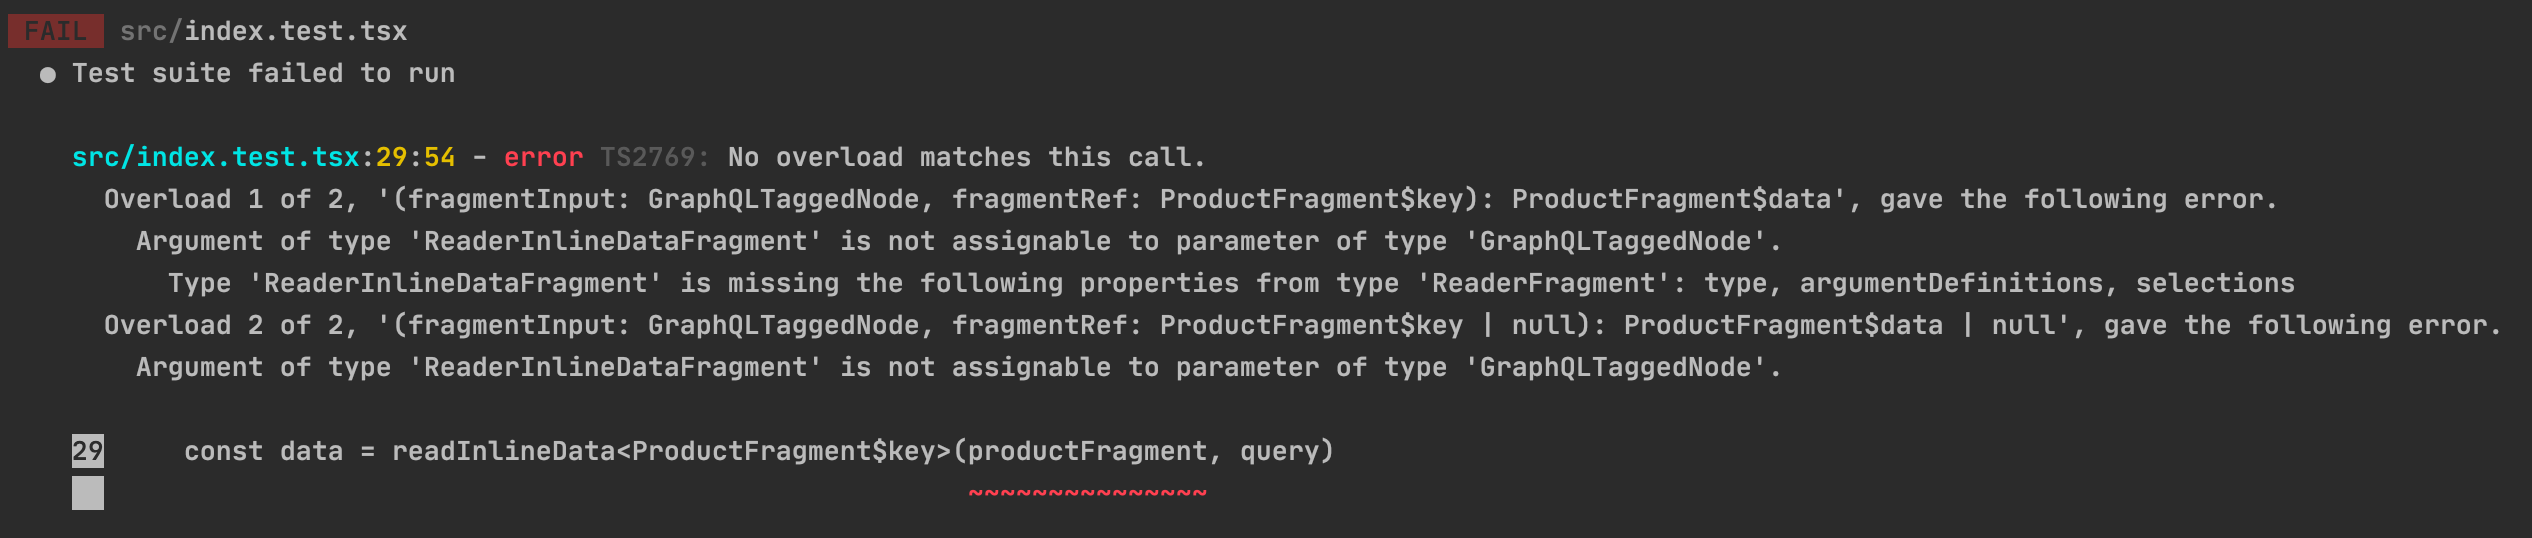 FAIL src/index.test.tsx
● Test suite failed to run
src/index.test.tsx:29:54 - error TS2769: No overload matches this call.
Overload 1 of 2, '(fragmentInput: GraphQLTaggedNode, fragmentRef: ProductFragment$key): ProductFragment$data', gave the following error.
Argument of type 'ReaderInlineDataFragment' is not assignable to parameter of type 'GraphQLTaggedNode'.
Type 'ReaderInlineDataFragment' is missing the following properties from type 'ReaderFragment': type, argumentDefinitions, selections
Overload 2 of 2, '(fragmentInput: GraphQLTaggedNode, fragmentRef: ProductFragment$key | null): ProductFragment$data | null', gave the following error.
Argument of type 'ReaderInlineDataFragment' is not assignable to parameter of type 'GraphQLTaggedNode'.
29 const data = readInlineData<ProductFragment$key>(productFragment, query)
~~~~~~~~~~~~~~~